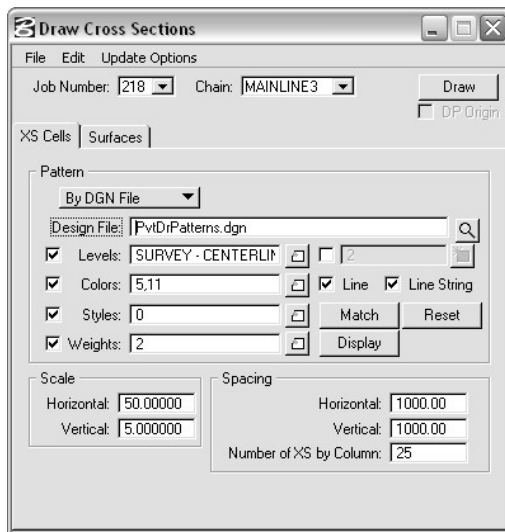 Draw Cross Sections
File Edit Update Options
Job Number: 218 Chain: MAINLINE3 Draw
DP Origin
XS Cells Surfaces
Pattern
By DGN File
Design File: PvtDrPatterns.dgn
Levels: SURVEY - CENTERLIN 2
Colors: 5,11 Line Line String
Styles: 0 Match Reset
Weights: 2 Display
Scale Spacing
Horizontal: 50.00000 Horizontal: 1000.00
Vertical: 5.000000 Vertical: 1000.00
Number of XS by Column: 25